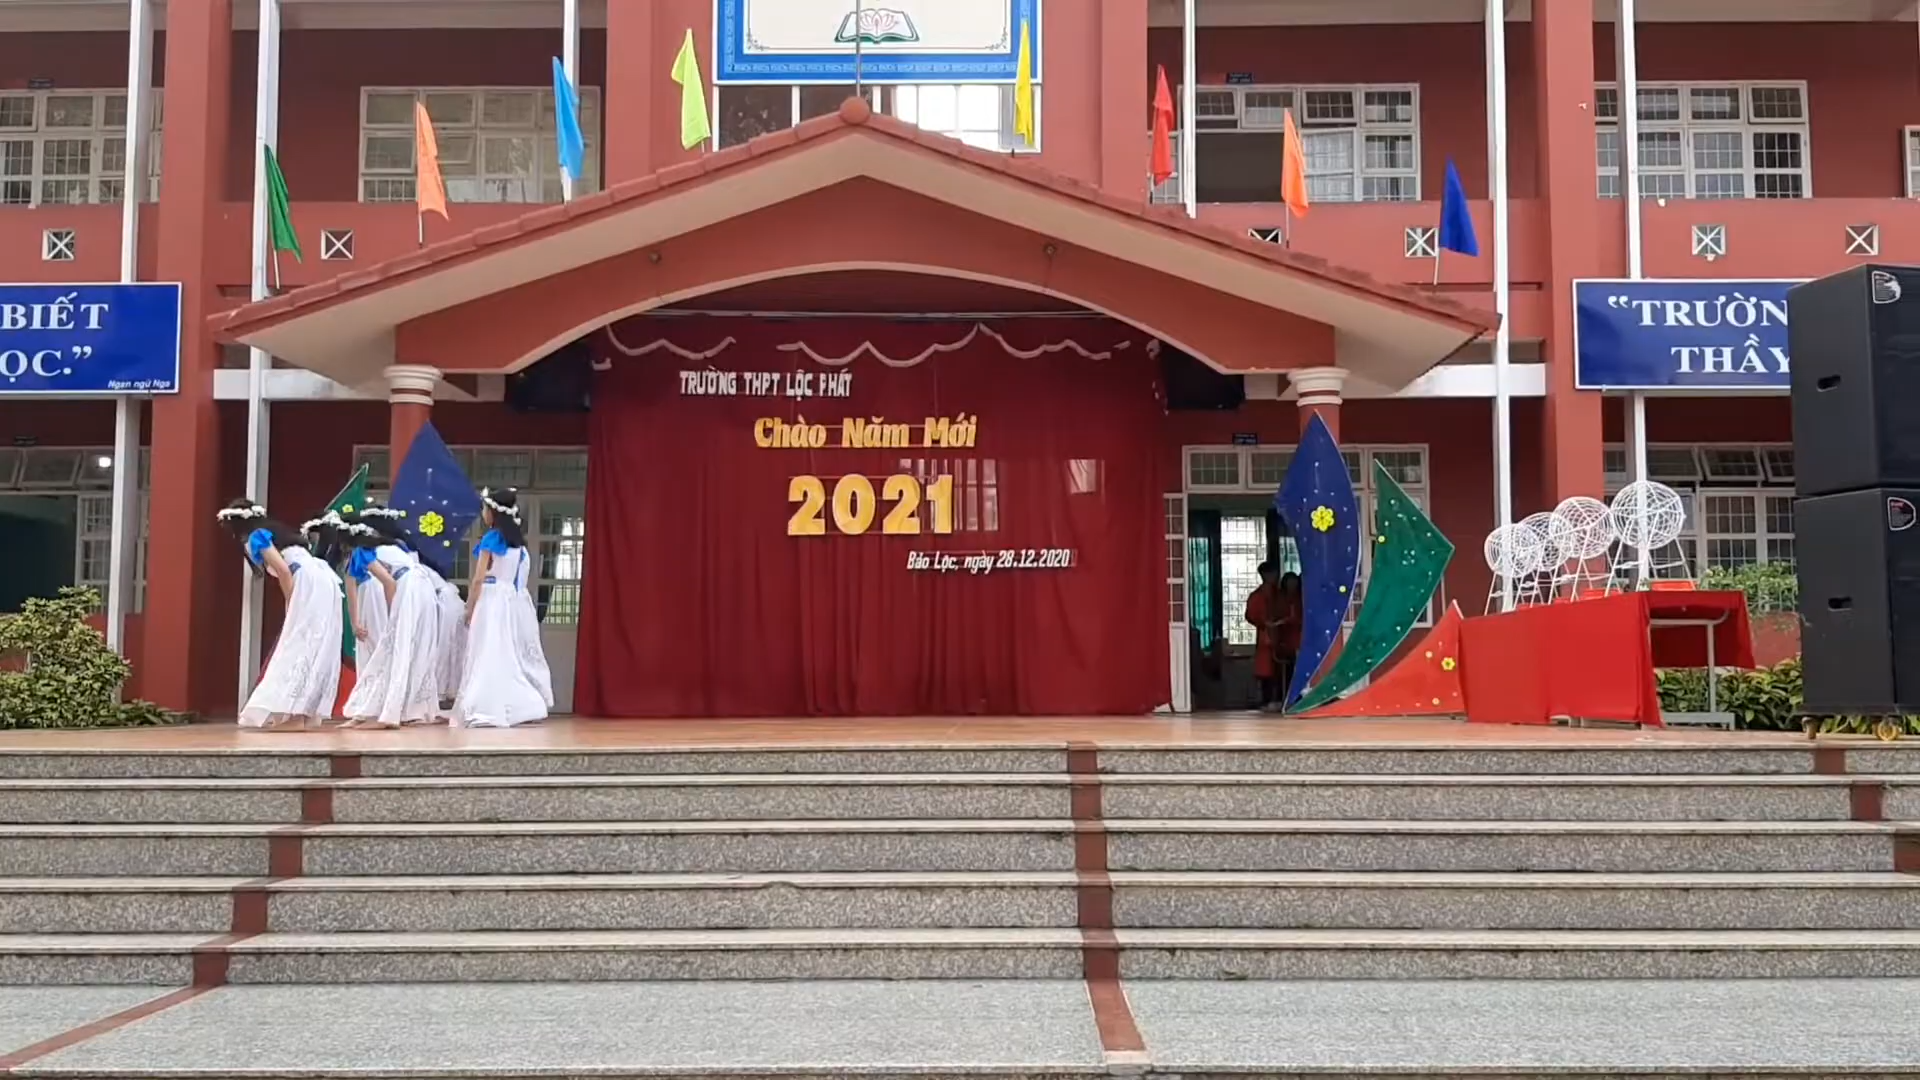 BIẾT
ỌC.”
Ngạn ngữ Nga
“TRƯỜN
THẦY
TRƯỜNG THPT LỘC PHÁT
Chào Năm Mới
2021
Bảo Lộc, ngày 28.12.2020